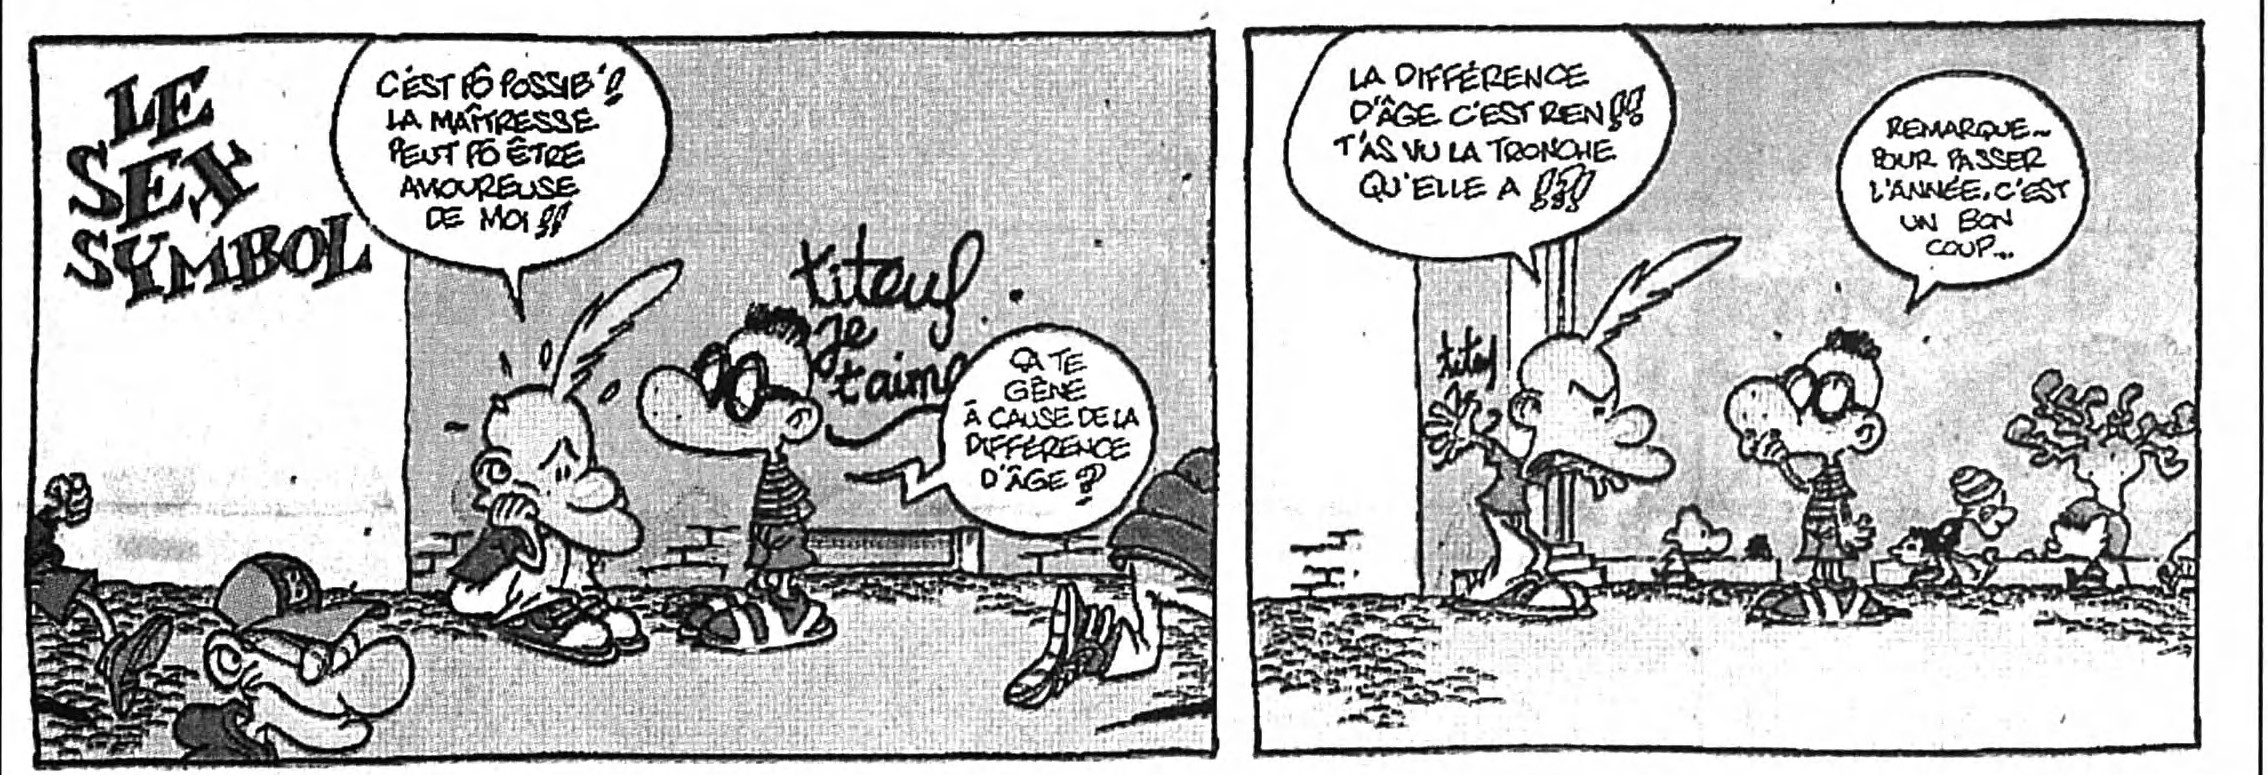 LE
SEX
SYMBOL
C'EST PÔ POSSIB'!!
LA MAÎTRESSE
PEUT PÔ ÊTRE
AMOUREUSE
DE MOI !!
titeuf
je
t'aime
ÇA TE
GÊNE
À CAUSE DE LA
DIFFÉRENCE
D'ÂGE ?
LA DIFFÉRENCE
D'ÂGE C'EST RIEN !!
T'AS VU LA TRONCHE
QU'ELLE A !?!
titeuf
REMARQUE...
POUR PASSER
L'ANNÉE, C'EST
UN BON
COUP...